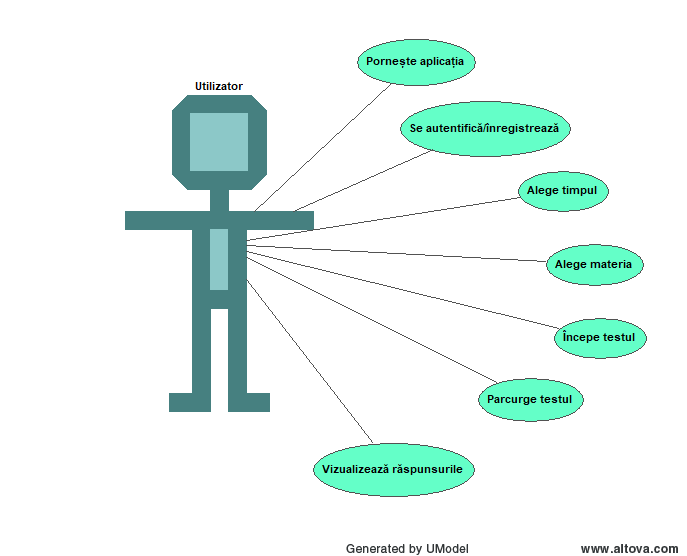 Pornește aplicația
Utilizator
Se autentifică/înregistrează
Alege timpul
Alege materia
Începe testul
Parcurge testul
Vizualizează răspunsurile
Generated by UModel
www.altova.com